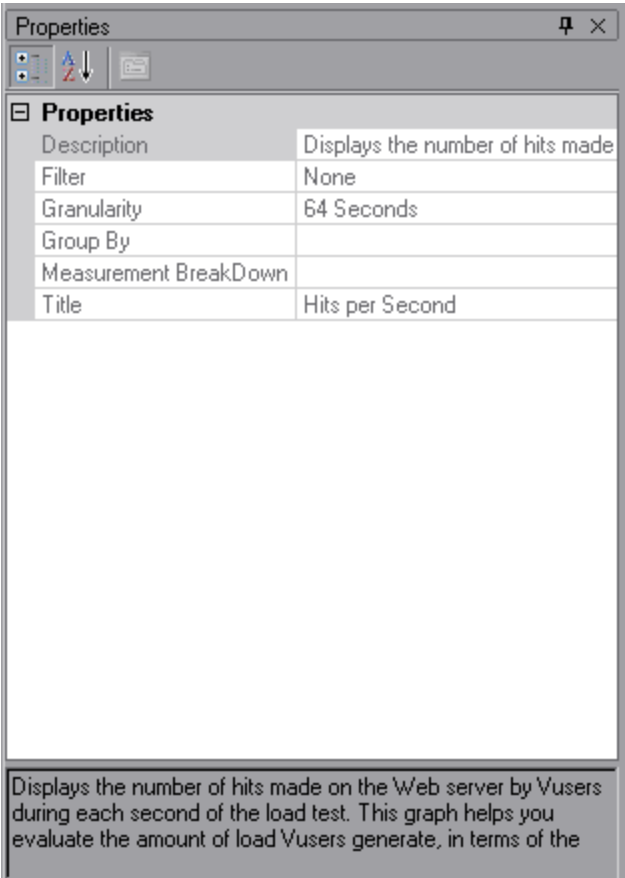 Properties
Properties
Description Displays the number of hits made
Filter None
Granularity 64 Seconds
Group By
Measurement BreakDown
Title Hits per Second
Displays the number of hits made on the Web server by Vusers
during each second of the load test. This graph helps you
evaluate the amount of load Vusers generate, in terms of the